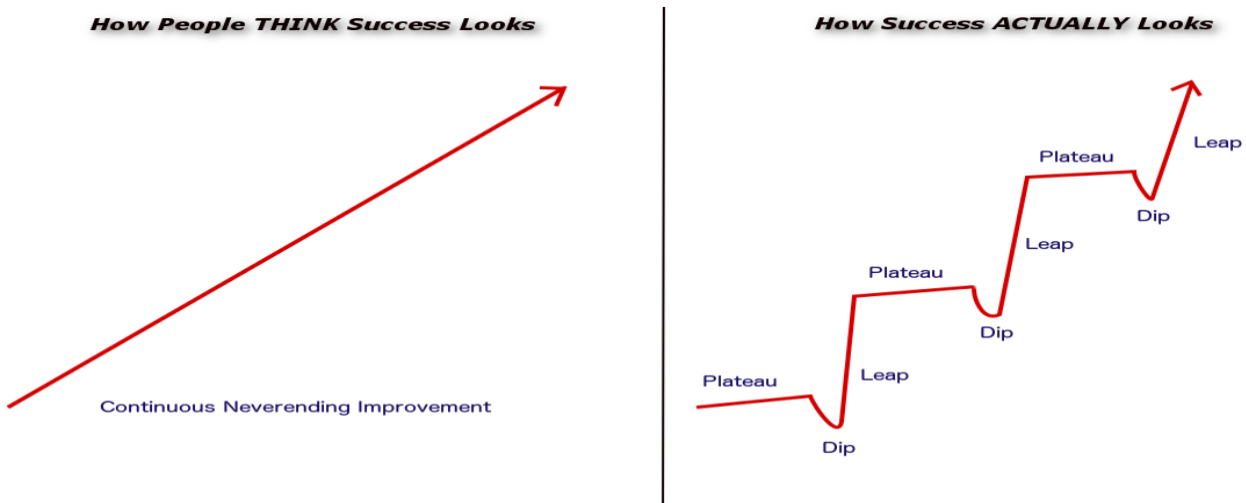 How People THINK Success Looks
Continuous Neverending Improvement
How Success ACTUALLY Looks
Plateau
Dip
Leap
Plateau
Dip
Leap
Plateau
Dip
Leap